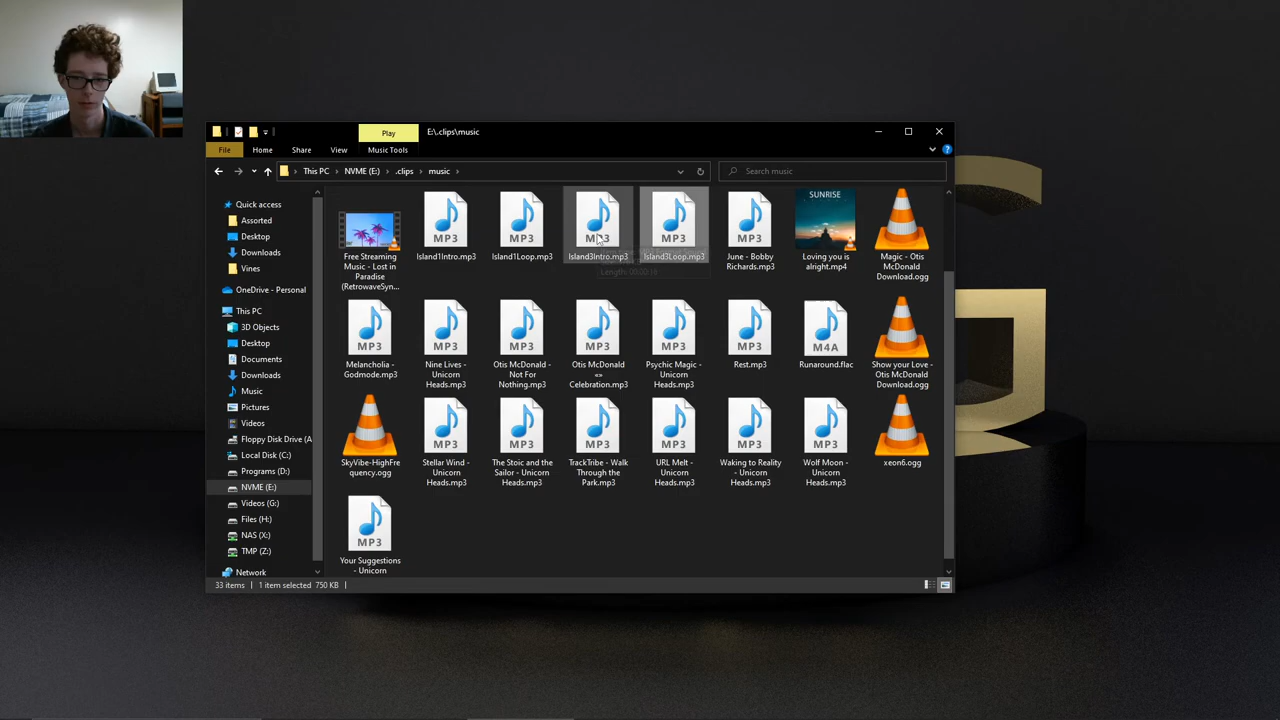 Play
E:\.clips\music
File
Home
Share
View
Music Tools
This PC
NVME (E:)
.clips
music
Search music
Quick access
Assorted
Desktop
Downloads
Vines
OneDrive - Personal
This PC
3D Objects
Desktop
Documents
Downloads
Music
Pictures
Videos
Floppy Disk Drive (A
Local Disk (C:)
Programs (D:)
NVME (E:)
Videos (G:)
Files (H:)
NAS (X:)
TMP (Z:)
Network
Free Streaming
Music - Lost in
Paradise
(RetrowaveSyn...
MP3
Island1Intro.mp3
MP3
Island1Loop.mp3
MP3
Island3Intro.mp3
MP3
Island3Loop.mp3
Length: 00:00:18
MP3
June - Bobby
Richards.mp3
SUNRISE
Loving you is
alright.mp4
Magic - Otis
McDonald
Download.ogg
MP3
Melancholia -
Godmode.mp3
MP3
Nine Lives -
Unicorn
Heads.mp3
MP3
Otis McDonald -
Not For
Nothing.mp3
MP3
Otis McDonald
«»
Celebration.mp3
MP3
Psychic Magic -
Unicorn
Heads.mp3
MP3
Rest.mp3
M4A
Runaround.flac
Show your Love -
Otis McDonald
Download.ogg
SkyVibe-HighFre
quency.ogg
MP3
Stellar Wind -
Unicorn
Heads.mp3
MP3
The Stoic and the
Sailor - Unicorn
Heads.mp3
MP3
TrackTribe - Walk
Through the
Park.mp3
MP3
URL Melt -
Unicorn
Heads.mp3
MP3
Waking to Reality
- Unicorn
Heads.mp3
MP3
Wolf Moon -
Unicorn
Heads.mp3
xeon6.ogg
MP3
Your Suggestions
- Unicorn
33 items
1 item selected 750 KB